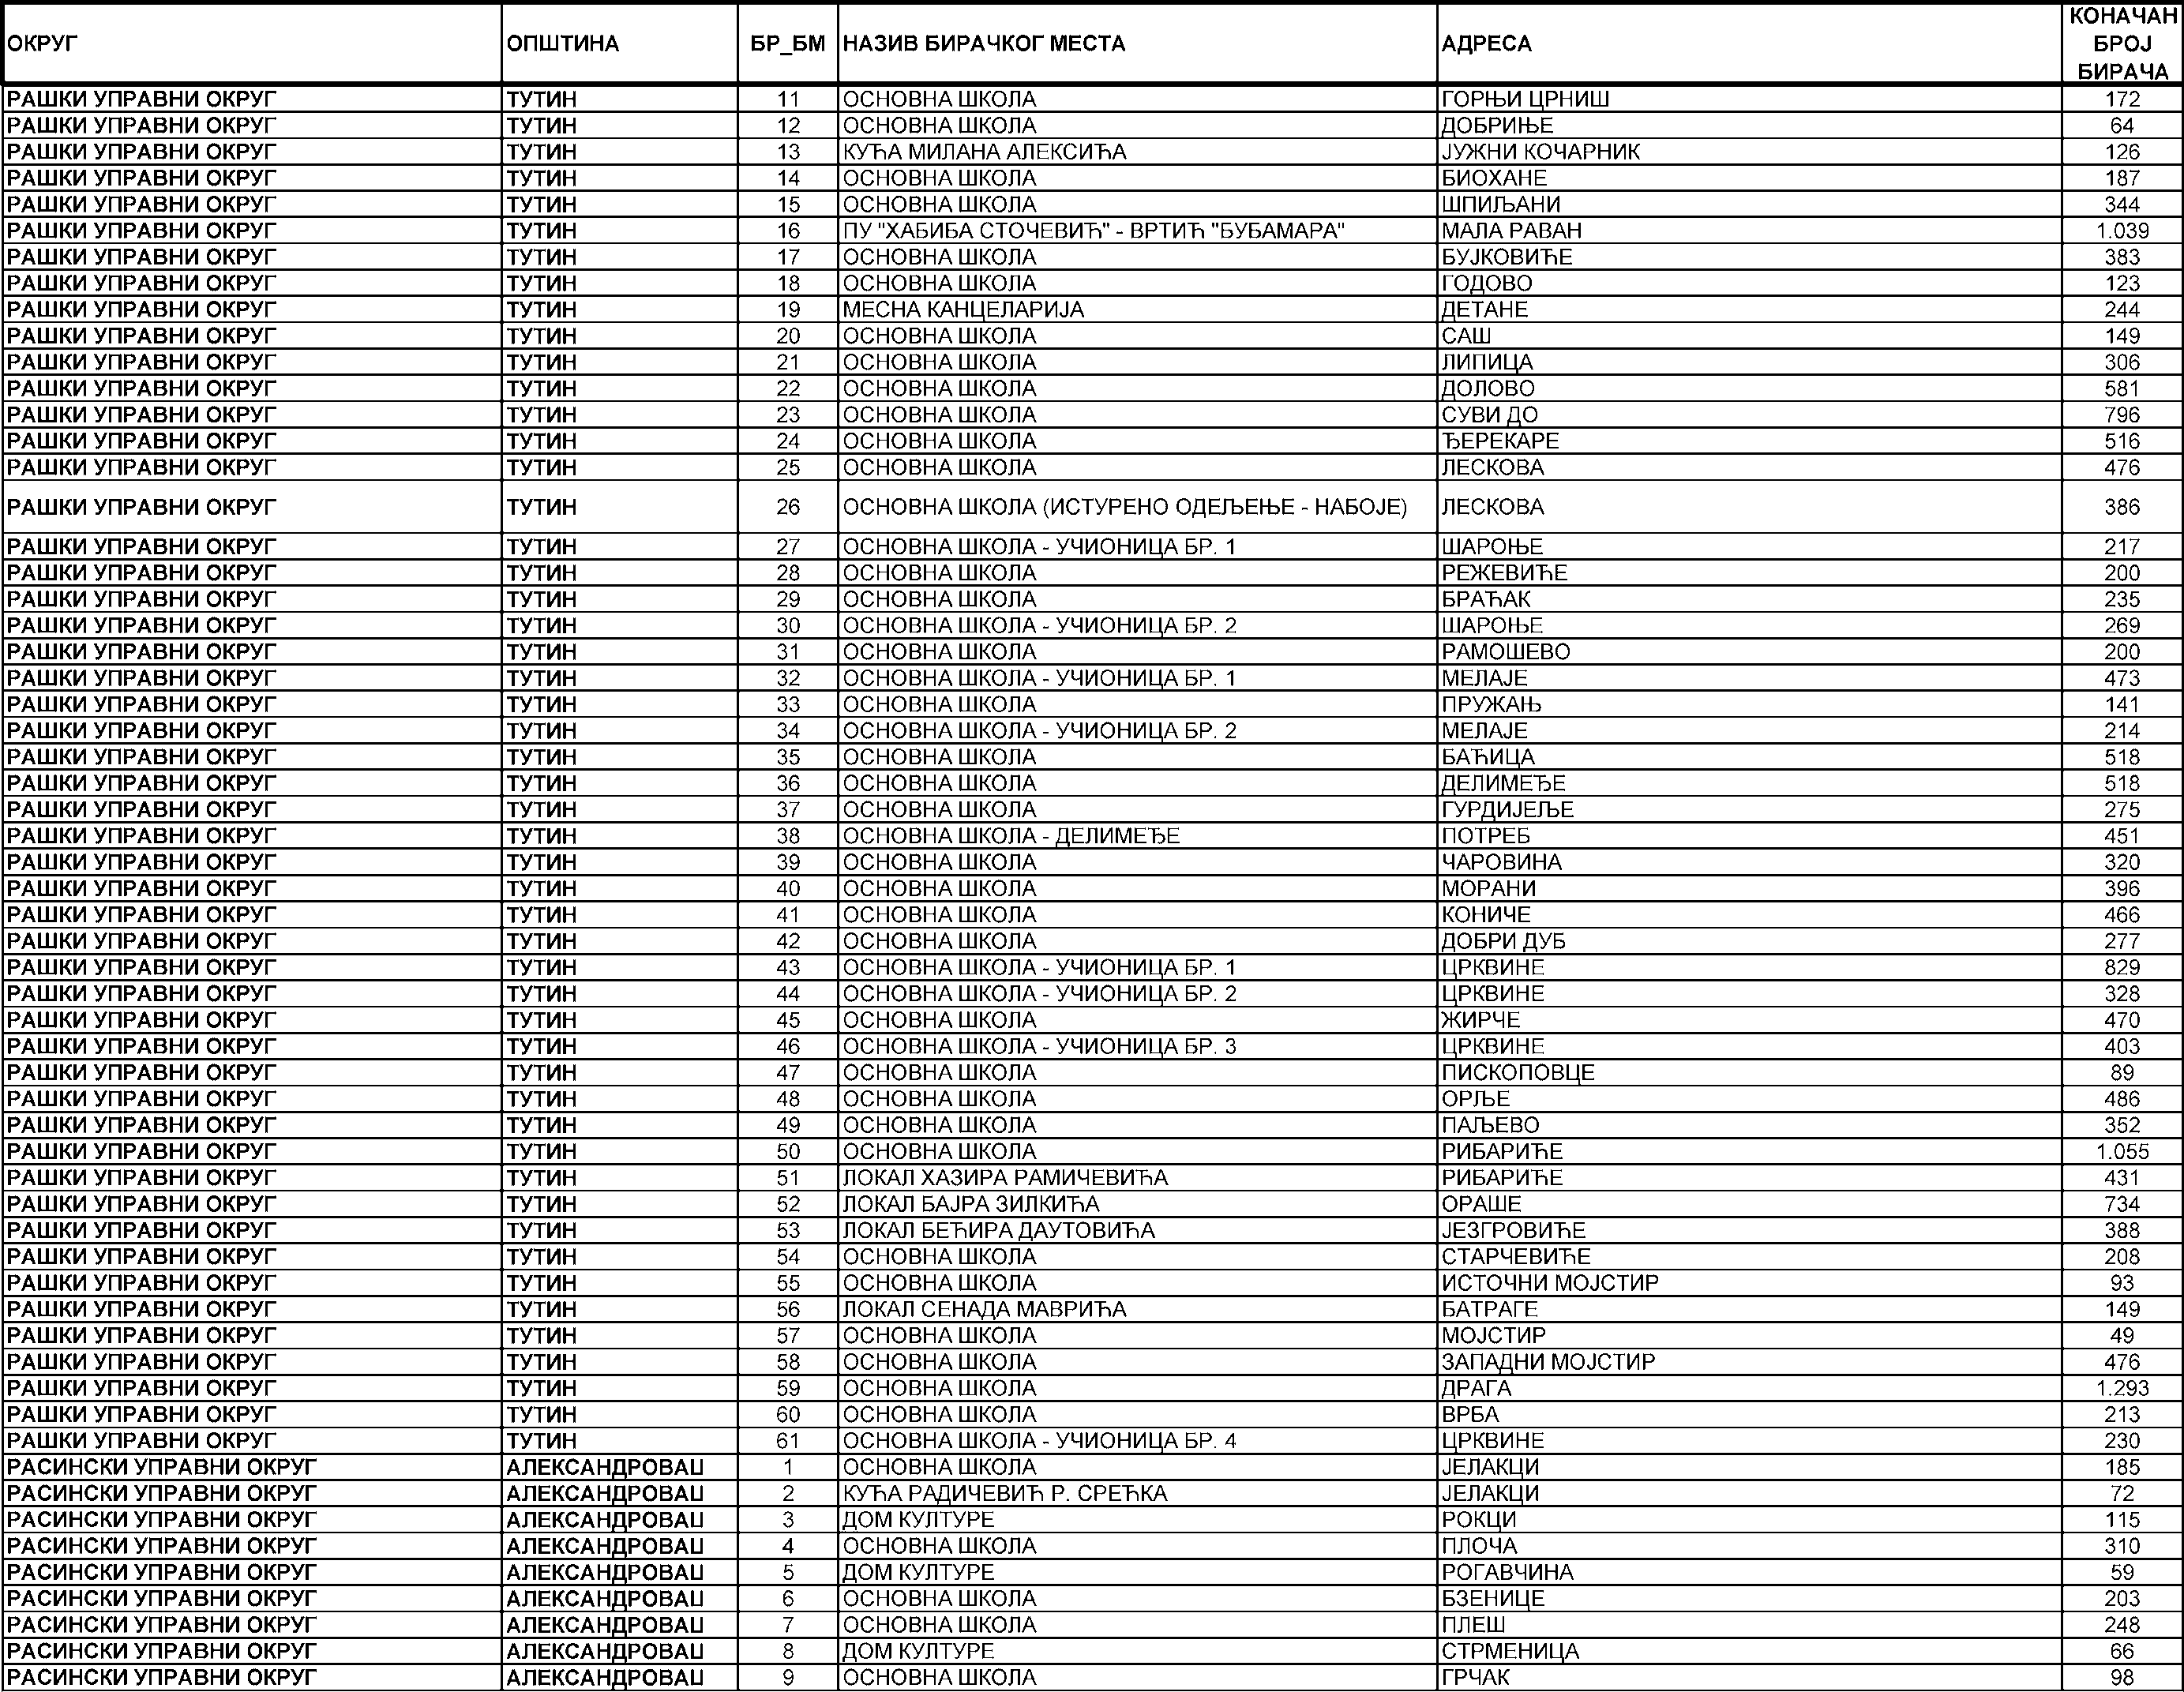 ОКРУГ ОПШТИНА БР_БМ НАЗИВ БИРАЧКОГ МЕСТА АДРЕСА КОНАЧАН БРОЈ БИРАЧА
РАШКИ УПРАВНИ ОКРУГ ТУТИН 11 ОСНОВНА ШКОЛА ГОРЊИ ЦРНИШ 172
РАШКИ УПРАВНИ ОКРУГ ТУТИН 12 ОСНОВНА ШКОЛА ДОБРИЊЕ 64
РАШКИ УПРАВНИ ОКРУГ ТУТИН 13 КУЋА МИЛАНА АЛЕКСИЋА ЈУЖНИ КОЧАРНИК 126
РАШКИ УПРАВНИ ОКРУГ ТУТИН 14 ОСНОВНА ШКОЛА БИОХАНЕ 187
РАШКИ УПРАВНИ ОКРУГ ТУТИН 15 ОСНОВНА ШКОЛА ШПИЉАНИ 344
РАШКИ УПРАВНИ ОКРУГ ТУТИН 16 ПУ "ХАБИБА СТОЧЕВИЋ" - ВРТИЋ "БУБАМАРА" МАЛА РАВАН 1.039
РАШКИ УПРАВНИ ОКРУГ ТУТИН 17 ОСНОВНА ШКОЛА БУЈКОВИЋЕ 383
РАШКИ УПРАВНИ ОКРУГ ТУТИН 18 ОСНОВНА ШКОЛА ГОДОВО 123
РАШКИ УПРАВНИ ОКРУГ ТУТИН 19 МЕСНА КАНЦЕЛАРИЈА ДЕТАНЕ 244
РАШКИ УПРАВНИ ОКРУГ ТУТИН 20 ОСНОВНА ШКОЛА САШ 149
РАШКИ УПРАВНИ ОКРУГ ТУТИН 21 ОСНОВНА ШКОЛА ЛИПИЦА 306
РАШКИ УПРАВНИ ОКРУГ ТУТИН 22 ОСНОВНА ШКОЛА ДОЛОВО 581
РАШКИ УПРАВНИ ОКРУГ ТУТИН 23 ОСНОВНА ШКОЛА СУВИ ДО 796
РАШКИ УПРАВНИ ОКРУГ ТУТИН 24 ОСНОВНА ШКОЛА ЂЕРЕКАРЕ 516
РАШКИ УПРАВНИ ОКРУГ ТУТИН 25 ОСНОВНА ШКОЛА ЛЕСКОВА 476
РАШКИ УПРАВНИ ОКРУГ ТУТИН 26 ОСНОВНА ШКОЛА (ИСТУРЕНО ОДЕЉЕЊЕ - НАБОЈЕ) ЛЕСКОВА 386
РАШКИ УПРАВНИ ОКРУГ ТУТИН 27 ОСНОВНА ШКОЛА - УЧИОНИЦА БР. 1 ШАРОЊЕ 217
РАШКИ УПРАВНИ ОКРУГ ТУТИН 28 ОСНОВНА ШКОЛА РЕЖЕВИЋЕ 200
РАШКИ УПРАВНИ ОКРУГ ТУТИН 29 ОСНОВНА ШКОЛА БРАЋАК 235
РАШКИ УПРАВНИ ОКРУГ ТУТИН 30 ОСНОВНА ШКОЛА - УЧИОНИЦА БР. 2 ШАРОЊЕ 269
РАШКИ УПРАВНИ ОКРУГ ТУТИН 31 ОСНОВНА ШКОЛА РАМОШЕВО 200
РАШКИ УПРАВНИ ОКРУГ ТУТИН 32 ОСНОВНА ШКОЛА - УЧИОНИЦА БР. 1 МЕЛАЈЕ 473
РАШКИ УПРАВНИ ОКРУГ ТУТИН 33 ОСНОВНА ШКОЛА ПРУЖАЊ 141
РАШКИ УПРАВНИ ОКРУГ ТУТИН 34 ОСНОВНА ШКОЛА - УЧИОНИЦА БР. 2 МЕЛАЈЕ 214
РАШКИ УПРАВНИ ОКРУГ ТУТИН 35 ОСНОВНА ШКОЛА БАЋИЦА 518
РАШКИ УПРАВНИ ОКРУГ ТУТИН 36 ОСНОВНА ШКОЛА ДЕЛИМЕЂЕ 518
РАШКИ УПРАВНИ ОКРУГ ТУТИН 37 ОСНОВНА ШКОЛА ГУРДИЈЕЉЕ 275
РАШКИ УПРАВНИ ОКРУГ ТУТИН 38 ОСНОВНА ШКОЛА - ДЕЛИМЕЂЕ ПОТРЕБ 451
РАШКИ УПРАВНИ ОКРУГ ТУТИН 39 ОСНОВНА ШКОЛА ЧАРОВИНА 320
РАШКИ УПРАВНИ ОКРУГ ТУТИН 40 ОСНОВНА ШКОЛА МОРАНИ 396
РАШКИ УПРАВНИ ОКРУГ ТУТИН 41 ОСНОВНА ШКОЛА КОНИЧЕ 466
РАШКИ УПРАВНИ ОКРУГ ТУТИН 42 ОСНОВНА ШКОЛА ДОБРИ ДУБ 277
РАШКИ УПРАВНИ ОКРУГ ТУТИН 43 ОСНОВНА ШКОЛА - УЧИОНИЦА БР. 1 ЦРКВИНЕ 829
РАШКИ УПРАВНИ ОКРУГ ТУТИН 44 ОСНОВНА ШКОЛА - УЧИОНИЦА БР. 2 ЦРКВИНЕ 328
РАШКИ УПРАВНИ ОКРУГ ТУТИН 45 ОСНОВНА ШКОЛА ЖИРЧЕ 470
РАШКИ УПРАВНИ ОКРУГ ТУТИН 46 ОСНОВНА ШКОЛА - УЧИОНИЦА БР. 3 ЦРКВИНЕ 403
РАШКИ УПРАВНИ ОКРУГ ТУТИН 47 ОСНОВНА ШКОЛА ПИСКОПОВЦЕ 89
РАШКИ УПРАВНИ ОКРУГ ТУТИН 48 ОСНОВНА ШКОЛА ОРЉЕ 486
РАШКИ УПРАВНИ ОКРУГ ТУТИН 49 ОСНОВНА ШКОЛА ПАЉЕВО 352
РАШКИ УПРАВНИ ОКРУГ ТУТИН 50 ОСНОВНА ШКОЛА РИБАРИЋЕ 1.055
РАШКИ УПРАВНИ ОКРУГ ТУТИН 51 ЛОКАЛ ХАЗИРА РАМИЧЕВИЋА РИБАРИЋЕ 431
РАШКИ УПРАВНИ ОКРУГ ТУТИН 52 ЛОКАЛ БАЈРА ЗИЛКИЋА ОРАШЕ 734
РАШКИ УПРАВНИ ОКРУГ ТУТИН 53 ЛОКАЛ БЕЋИРА ДАУТОВИЋА ЈЕЗГРОВИЋЕ 388
РАШКИ УПРАВНИ ОКРУГ ТУТИН 54 ОСНОВНА ШКОЛА СТАРЧЕВИЋЕ 208
РАШКИ УПРАВНИ ОКРУГ ТУТИН 55 ОСНОВНА ШКОЛА ИСТОЧНИ МОЈСТИР 93
РАШКИ УПРАВНИ ОКРУГ ТУТИН 56 ЛОКАЛ СЕНАДА МАВРИЋА БАТРАГЕ 149
РАШКИ УПРАВНИ ОКРУГ ТУТИН 57 ОСНОВНА ШКОЛА МОЈСТИР 49
РАШКИ УПРАВНИ ОКРУГ ТУТИН 58 ОСНОВНА ШКОЛА ЗАПАДНИ МОЈСТИР 476
РАШКИ УПРАВНИ ОКРУГ ТУТИН 59 ОСНОВНА ШКОЛА ДРАГА 1.293
РАШКИ УПРАВНИ ОКРУГ ТУТИН 60 ОСНОВНА ШКОЛА ВРБА 213
РАШКИ УПРАВНИ ОКРУГ ТУТИН 61 ОСНОВНА ШКОЛА - УЧИОНИЦА БР. 4 ЦРКВИНЕ 230
РАСИНСКИ УПРАВНИ ОКРУГ АЛЕКСАНДРОВАЦ 1 ОСНОВНА ШКОЛА ЈЕЛАКЦИ 185
РАСИНСКИ УПРАВНИ ОКРУГ АЛЕКСАНДРОВАЦ 2 КУЋА РАДИЧЕВИЋ Р. СРЕЋКА ЈЕЛАКЦИ 72
РАСИНСКИ УПРАВНИ ОКРУГ АЛЕКСАНДРОВАЦ 3 ДОМ КУЛТУРЕ РОКЦИ 115
РАСИНСКИ УПРАВНИ ОКРУГ АЛЕКСАНДРОВАЦ 4 ОСНОВНА ШКОЛА ПЛОЧА 310
РАСИНСКИ УПРАВНИ ОКРУГ АЛЕКСАНДРОВАЦ 5 ДОМ КУЛТУРЕ РОГАВЧИНА 59
РАСИНСКИ УПРАВНИ ОКРУГ АЛЕКСАНДРОВАЦ 6 ОСНОВНА ШКОЛА БЗЕНИЦЕ 203
РАСИНСКИ УПРАВНИ ОКРУГ АЛЕКСАНДРОВАЦ 7 ОСНОВНА ШКОЛА ПЛЕШ 248
РАСИНСКИ УПРАВНИ ОКРУГ АЛЕКСАНДРОВАЦ 8 ДОМ КУЛТУРЕ СТРМЕНИЦА 66
РАСИНСКИ УПРАВНИ ОКРУГ АЛЕКСАНДРОВАЦ 9 ОСНОВНА ШКОЛА ГРЧАК 98